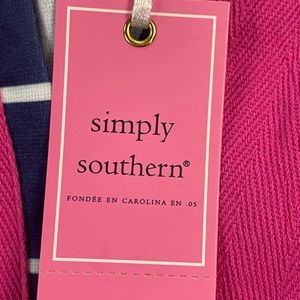 simply
southern®
FONDÉE EN CAROLINA EN .05